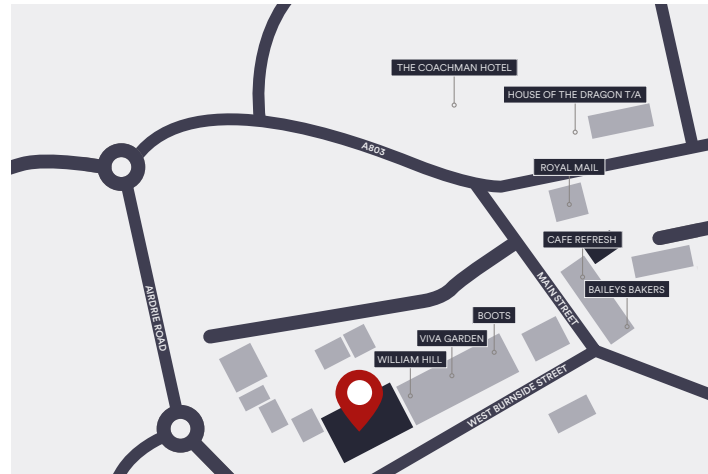 THE COACHMAN HOTEL
HOUSE OF THE DRAGON T/A
A803
ROYAL MAIL
CAFE REFRESH
BAILEYS BAKERS
AIRDRIE ROAD
MAIN STREET
BOOTS
VIVA GARDEN
WILLIAM HILL
WEST BURNSIDE STREET